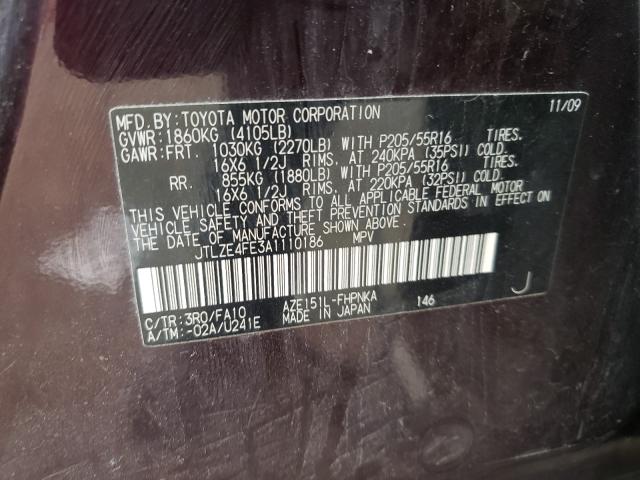 MFD. BY: TOYOTA MOTOR CORPORATION 11/09
GVWR: 1860KG (4105LB)
GAWR: FRT. 1030KG (2270LB) WITH P205/55R16 TIRES.
16X6 1/2J RIMS. AT 240KPA (35PSI) COLD.
RR. 855KG (1880LB) WITH P205/55R16 TIRES.
16X6 1/2J RIMS. AT 220KPA (32PSI) COLD.
THIS VEHICLE CONFORMS TO ALL APPLICABLE FEDERAL MOTOR
VEHICLE SAFETY AND THEFT PREVENTION STANDARDS IN EFFECT ON
THE DATE OF MANUFACTURE SHOWN ABOVE.
JTLZE4FE3A1110186 MPV
C/TR: 3R0/FA10 AZE151L-FHPNKA 146 J
A/TM: -02A/U241E MADE IN JAPAN